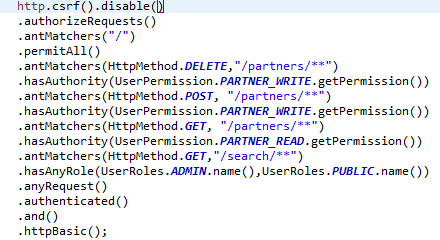 http.csrf().disable()
.authorizeRequests()
.antMatchers("/")
.permitAll()
.antMatchers(HttpMethod.DELETE,"/partners/**")
.hasAuthority(UserPermission.PARTNER_WRITE.getPermission())
.antMatchers(HttpMethod.POST, "/partners/**")
.hasAuthority(UserPermission.PARTNER_WRITE.getPermission())
.antMatchers(HttpMethod.GET, "/partners/**")
.hasAuthority(UserPermission.PARTNER_READ.getPermission())
.antMatchers(HttpMethod.GET,"/search/**")
.hasAnyRole(UserRoles.ADMIN.name(),UserRoles.PUBLIC.name())
.anyRequest()
.authenticated()
.and()
.httpBasic();